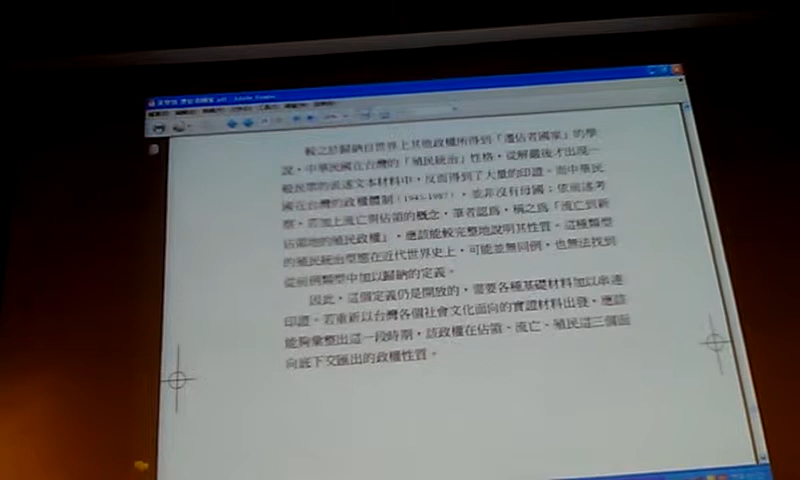 較之於歸納自世界上其他政權所得到「遷佔者國家」的學
說，中華民國在台灣的「殖民統治」性格，從解嚴後才出現一
般民眾的表述文本材料中，反而得到了大量的印證。而中華民
國在台灣的政權體制（1945-1987），並非沒有母國；依前述考
察，若加上流亡與佔領的概念，筆者認為，稱之為「流亡到新
佔領地的殖民政權」，應該能較完整地說明其性質。這種類型
的殖民統治型態在近代世界史上，可能並無同例，也無法找到
從前例類型中加以歸納的定義。
因此，這個定義仍是開放的，需要各種基礎材料加以串連
印證。若重新以台灣各個社會文化面向的實證材料出發，應該
能夠彙整出這一段時期，該政權在佔領、流亡、殖民這三個面
向底下交匯出的政權性質。